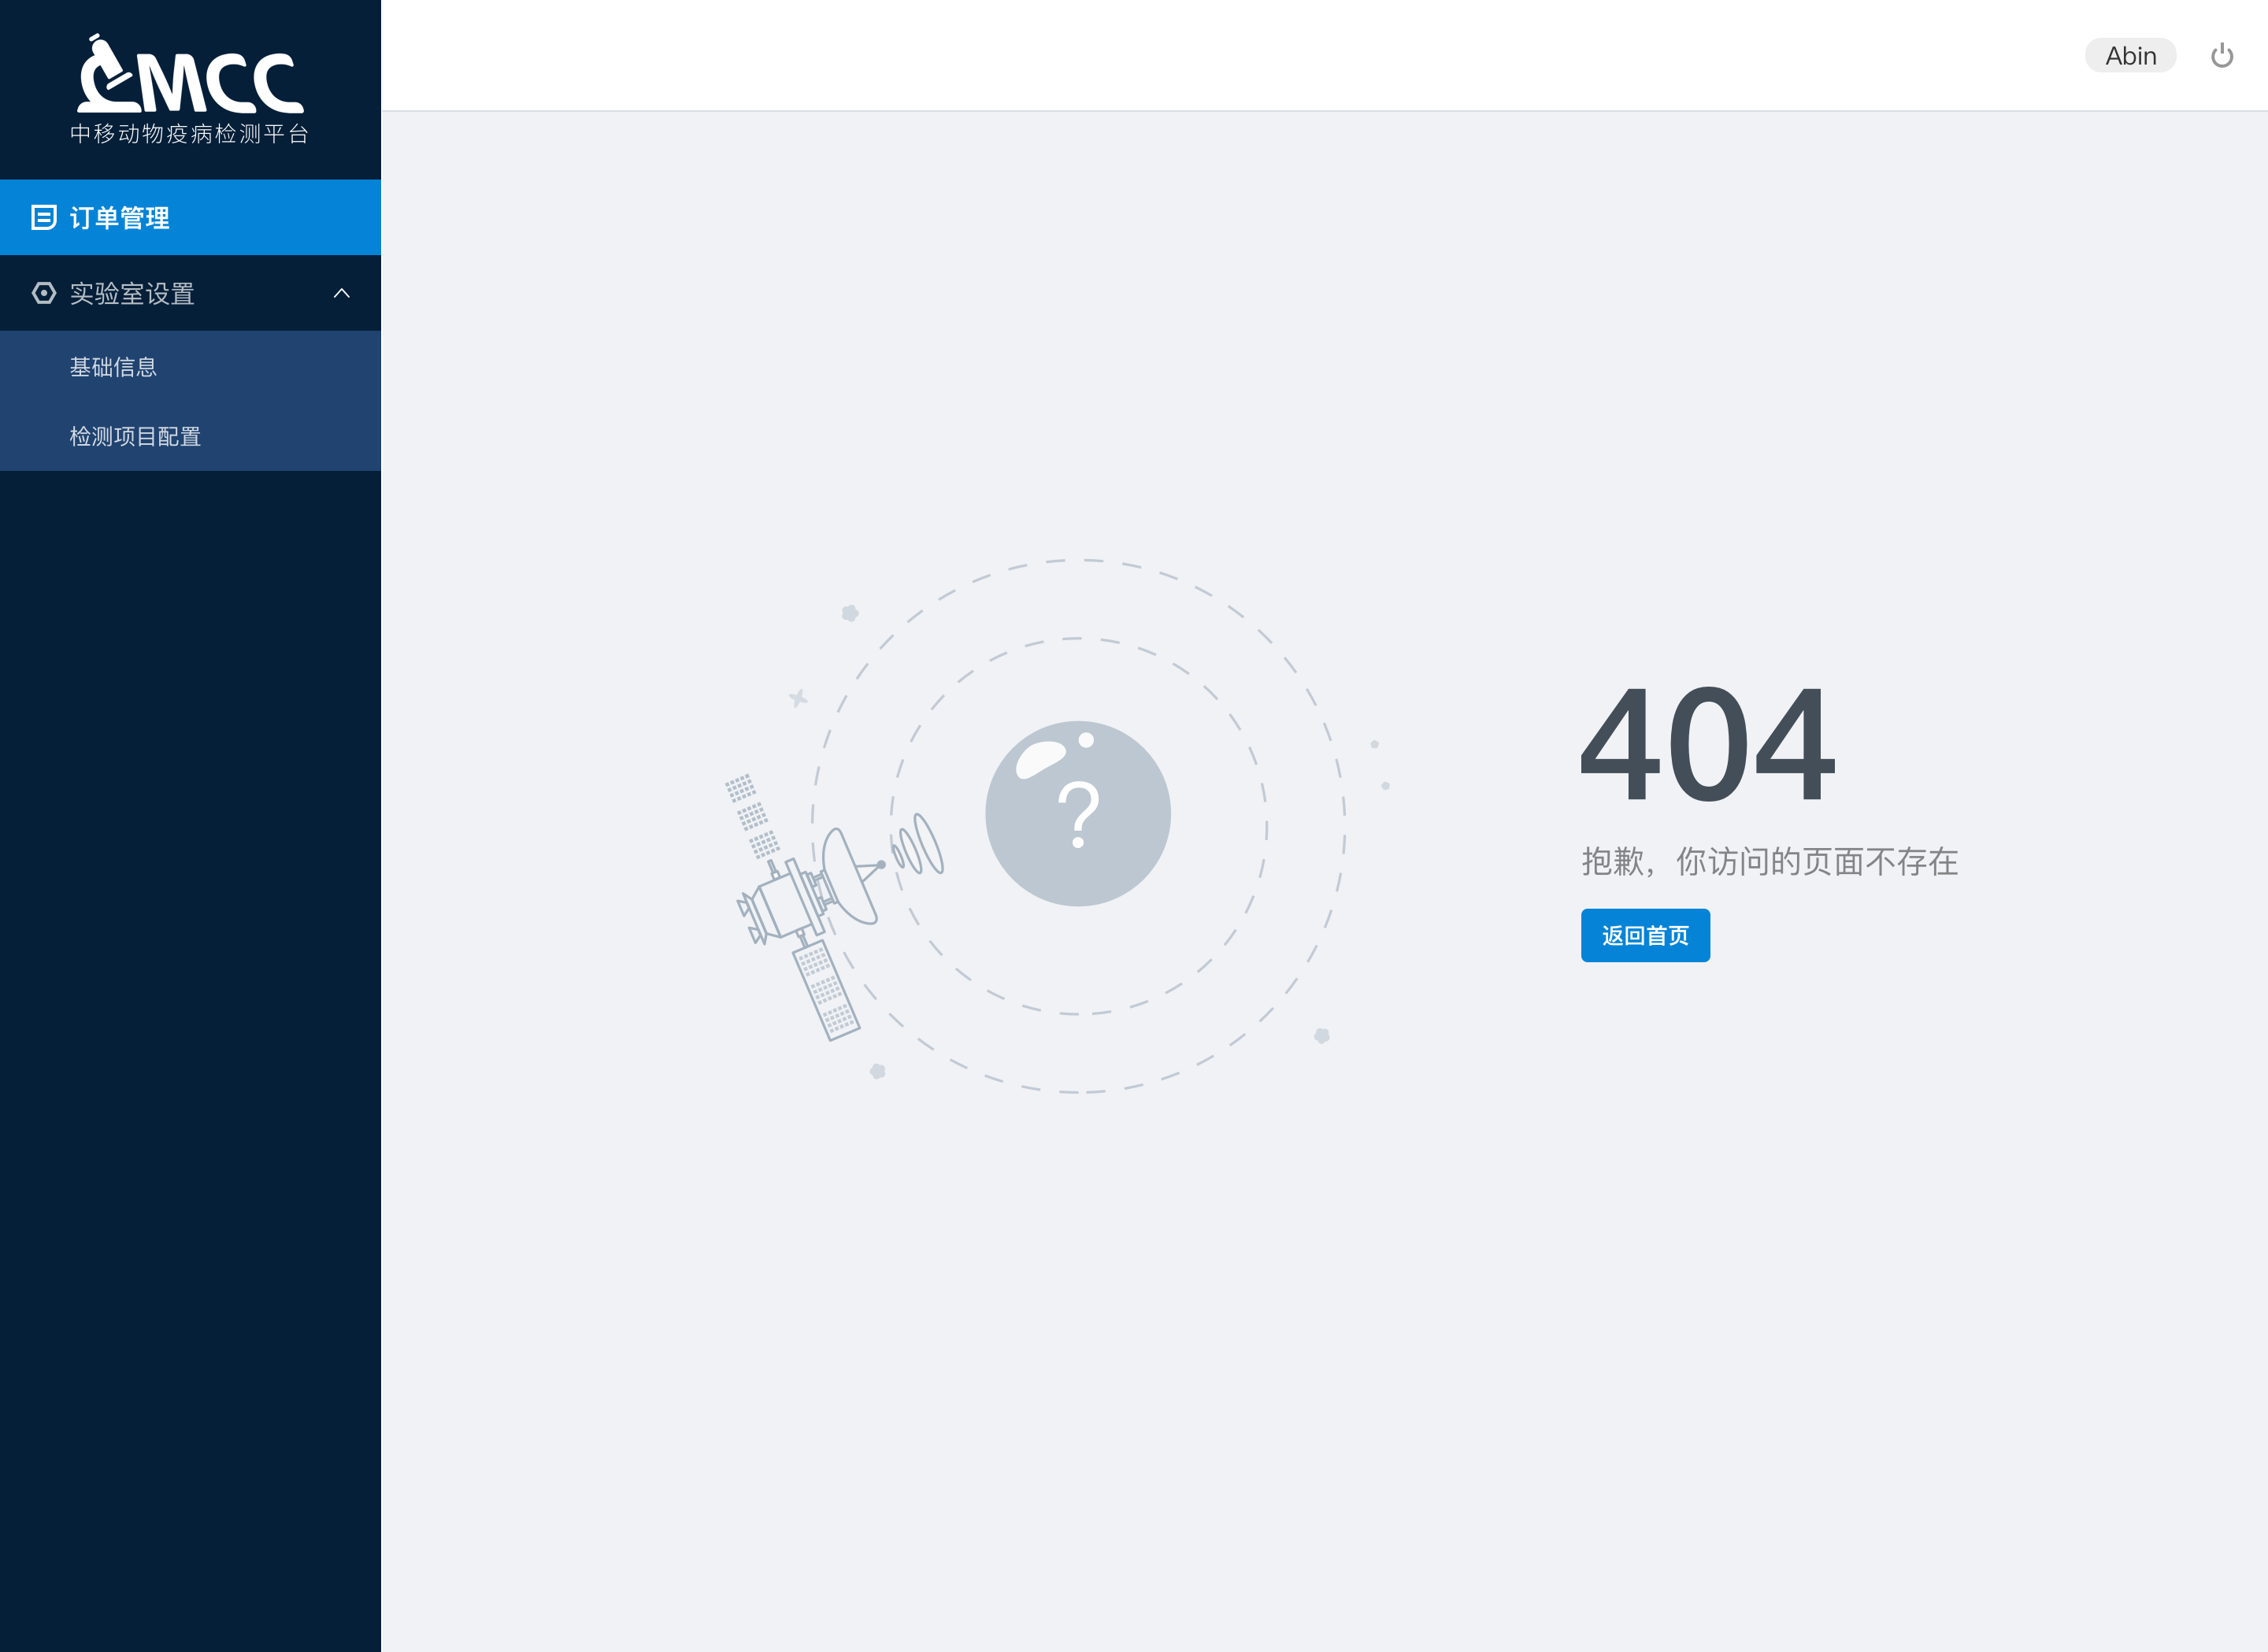 MCC
中移动物疫病检测平台
Abin
订单管理
实验室设置
基础信息
检测项目配置
?
404
抱歉，你访问的页面不存在
返回首页